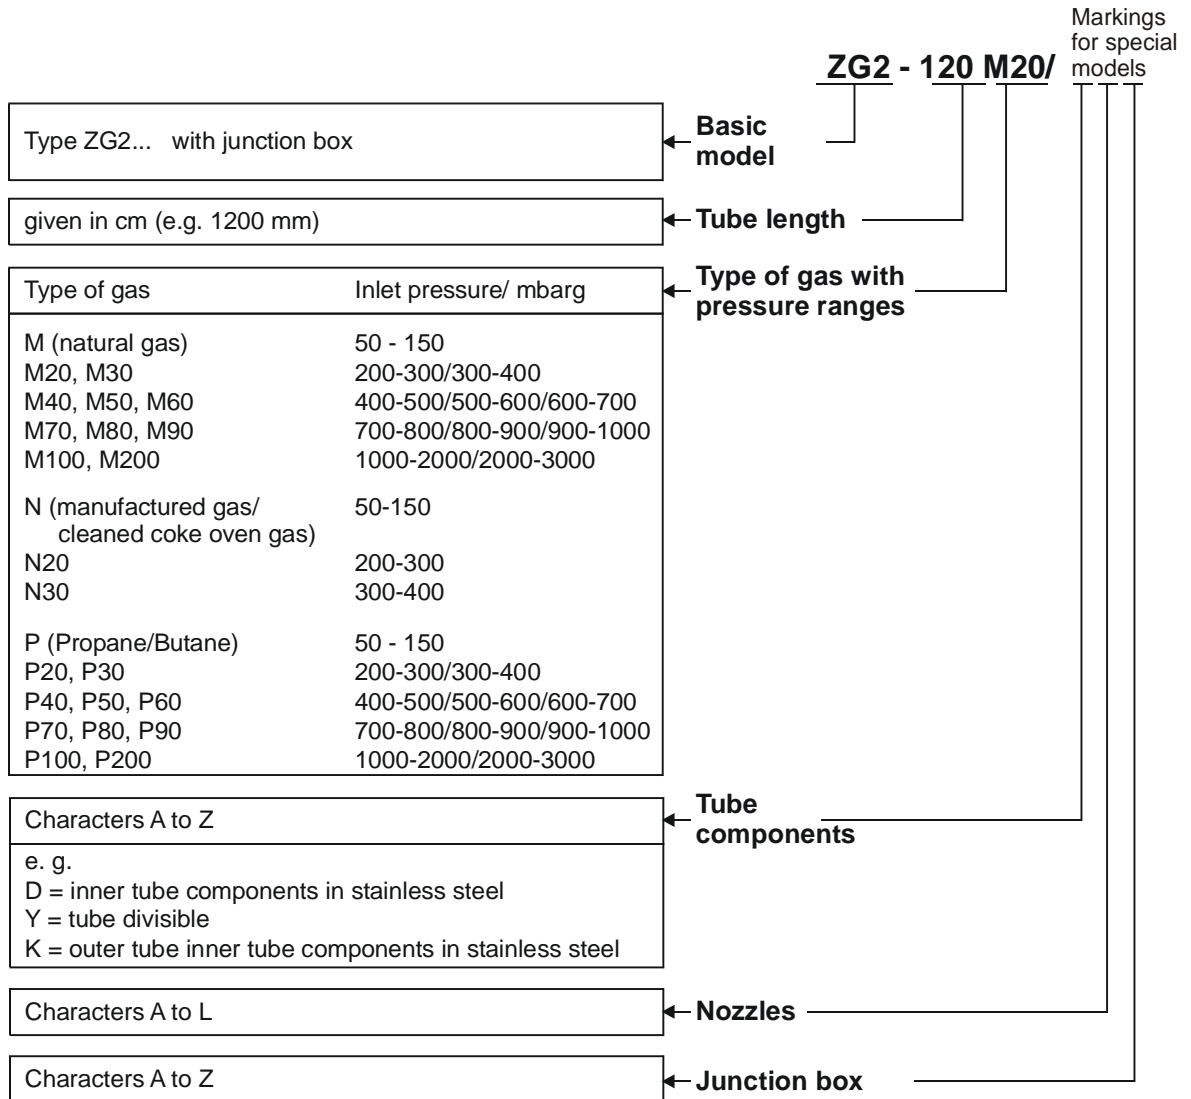 Markings
for special
models
ZG2 - 120 M20/
Type ZG2... with junction box
Basic
model
given in cm (e.g. 1200 mm)
Tube length
Type of gas Inlet pressure/ mbarg
Type of gas with
pressure ranges
M (natural gas) 50 - 150
M20, M30 200-300/300-400
M40, M50, M60 400-500/500-600/600-700
M70, M80, M90 700-800/800-900/900-1000
M100, M200 1000-2000/2000-3000
N (manufactured gas/ 50-150
cleaned coke oven gas)
N20 200-300
N30 300-400
P (Propane/Butane) 50 - 150
P20, P30 200-300/300-400
P40, P50, P60 400-500/500-600/600-700
P70, P80, P90 700-800/800-900/900-1000
P100, P200 1000-2000/2000-3000
Characters A to Z
Tube
components
e. g.
D = inner tube components in stainless steel
Y = tube divisible
K = outer tube inner tube components in stainless steel
Characters A to L
Nozzles
Characters A to Z
Junction box